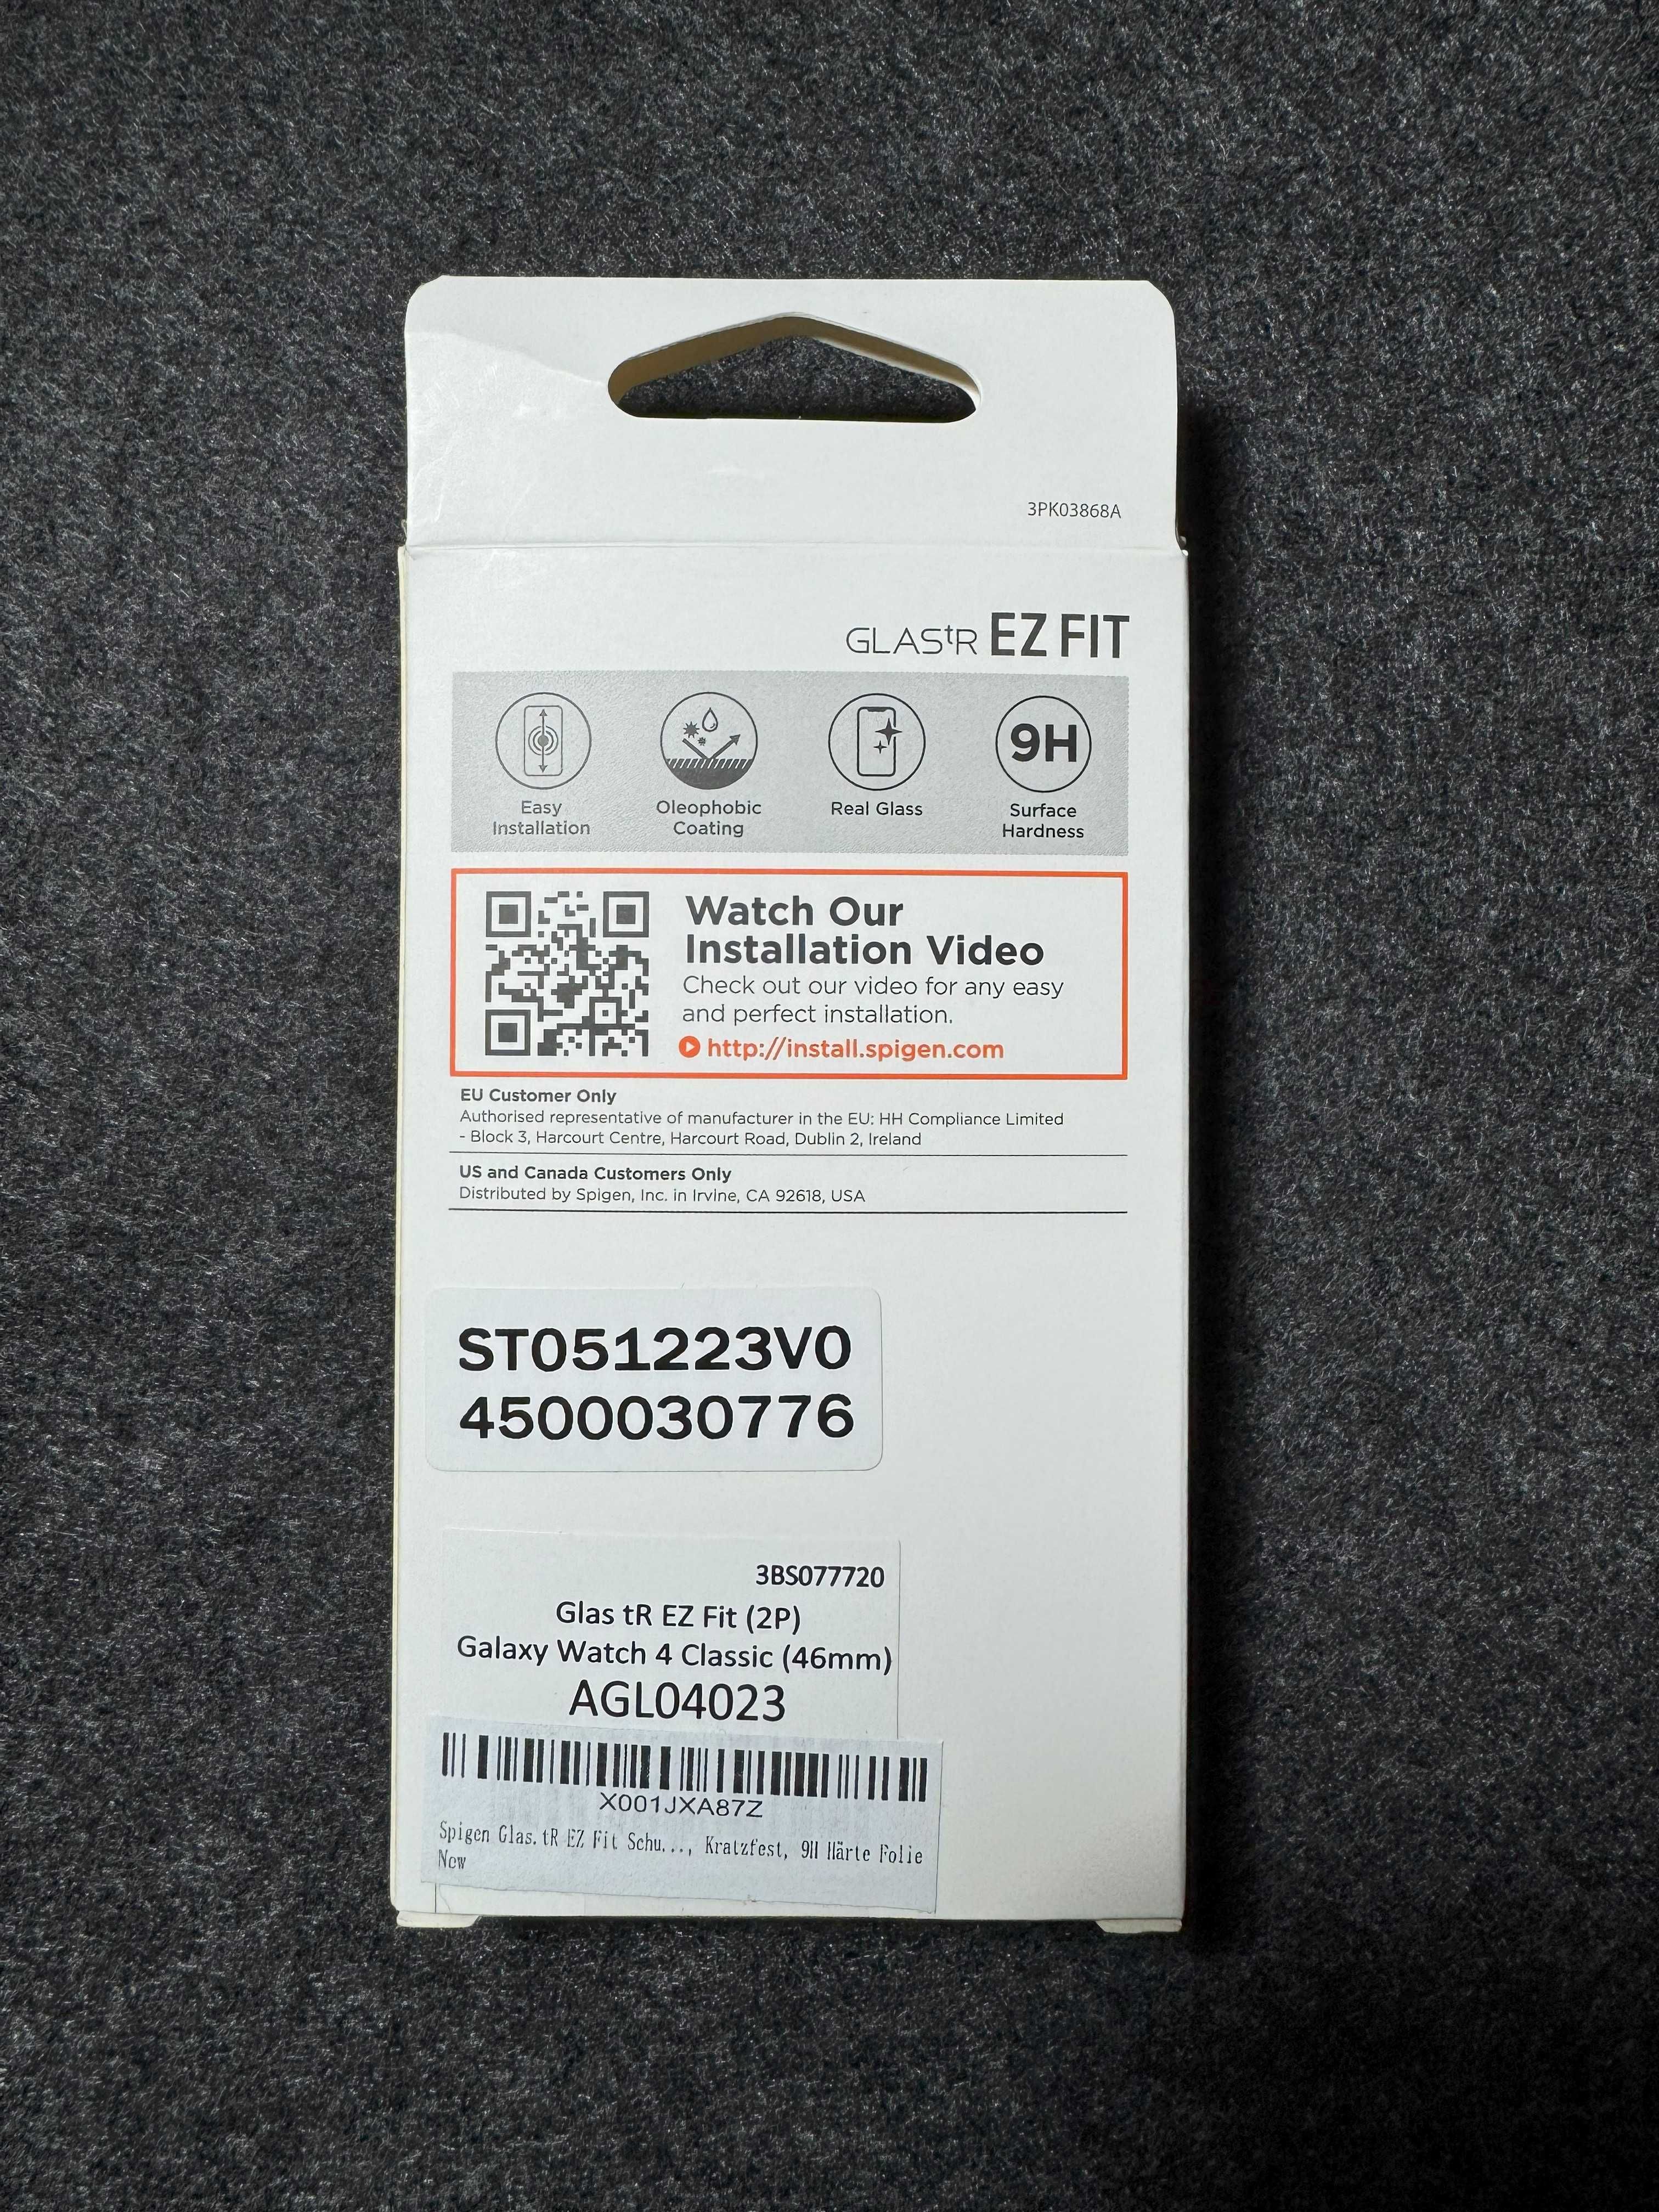 3PK03868A
GLAStR EZ FIT
Easy
Installation
Oleophobic
Coating
Real Glass
9H
Surface
Hardness
Watch Our
Installation Video
Check out our video for any easy
and perfect installation.
http://install.spigen.com
EU Customer Only
Authorised representative of manufacturer in the EU: HH Compliance Limited
- Block 3, Harcourt Centre, Harcourt Road, Dublin 2, Ireland
US and Canada Customers Only
Distributed by Spigen, Inc. in Irvine, CA 92618, USA
ST051223V0
4500030776
3BS077720
Glas tR EZ Fit (2P)
Galaxy Watch 4 Classic (46mm)
AGL04023
X001JXA87Z
Spigen Glas.tR EZ Fit Schu..., Kratzfest, 9H Härte Folie
New